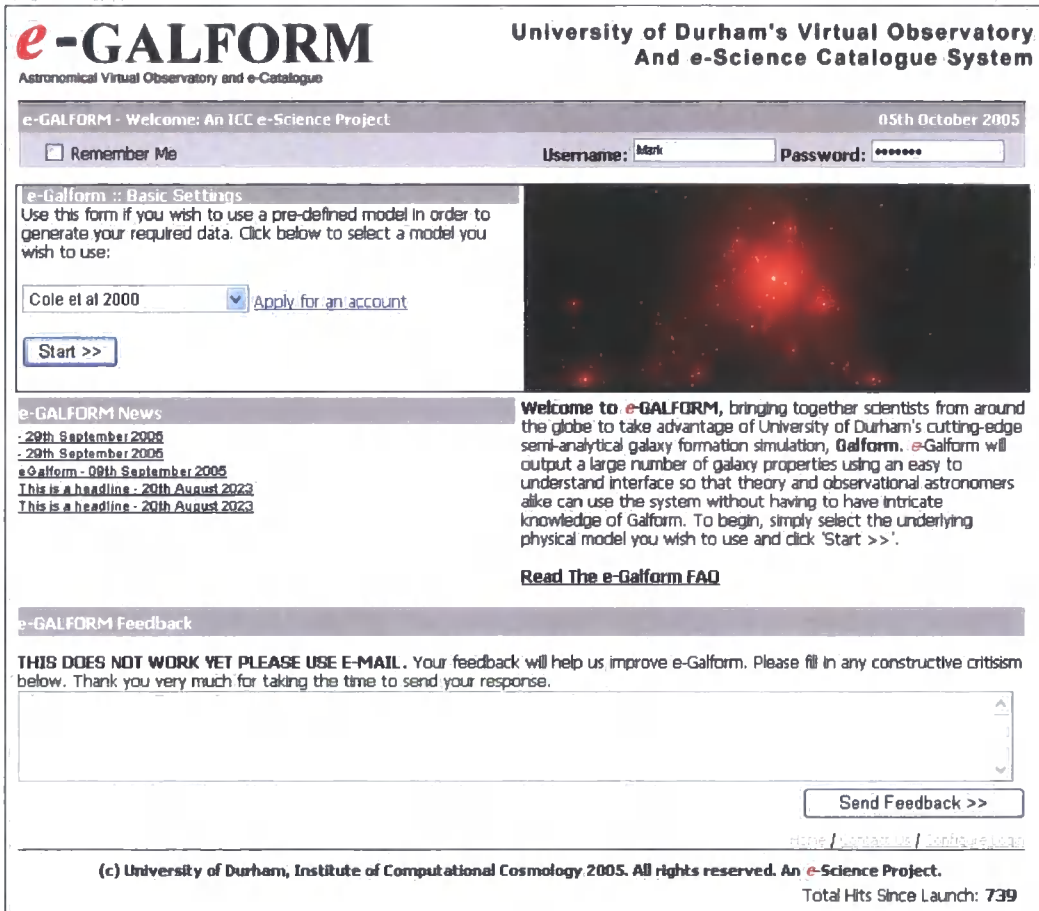 e-GALFORM
Astronomical Virtual Observatory and e-Catalogue
University of Durham's Virtual Observatory
And e-Science Catalogue System
e-GALFORM - Welcome: An ICC e-Science Project
05th October 2005
Remember Me
Username: Mark
Password: •••••••
e-Galform :: Basic Settings
Use this form if you wish to use a pre-defined model in order to
generate your required data. Click below to select a model you
wish to use:
Cole et al 2000
Apply for an account
Start >>
e-GALFORM News
- 29th September 2005
- 29th September 2005
eGalform - 09th September 2005
This is a headline - 20th August 2023
This is a headline - 20th August 2023
Welcome to e-GALFORM, bringing together scientists from around
the globe to take advantage of University of Durham's cutting-edge
semi-analytical galaxy formation simulation, Galform. e-Galform will
output a large number of galaxy properties using an easy to
understand interface so that theory and observational astronomers
alike can use the system without having to have intricate
knowledge of Galform. To begin, simply select the underlying
physical model you wish to use and click 'Start >>'.
Read The e-Galform FAQ
e-GALFORM Feedback
THIS DOES NOT WORK YET PLEASE USE E-MAIL. Your feedback will help us improve e-Galform. Please fill in any constructive critisism
below. Thank you very much for taking the time to send your response.
Send Feedback >>
Home / Contact Us /
(c) University of Durham, Institute of Computational Cosmology 2005. All rights reserved. An e-Science Project.
Total Hits Since Launch: 739